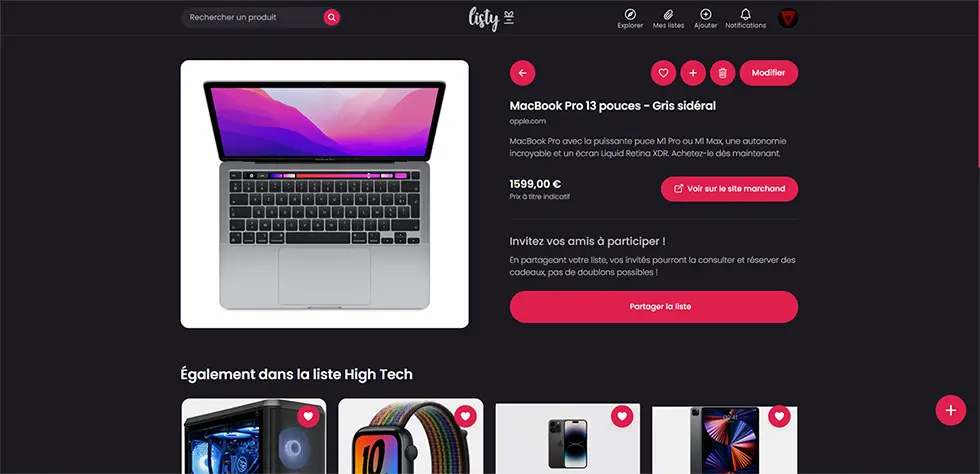 Rechercher un produit
listy
Explorer
Mes listes
Ajouter
Notifications
Modifier
MacBook Pro 13 pouces - Gris sidéral
apple.com
MacBook Pro avec la puissante puce M1 Pro ou M1 Max, une autonomie
incroyable et un écran Liquid Retina XDR. Achetez-le dès maintenant.
1599,00 €
Prix à titre indicatif
Voir sur le site marchand
Invitez vos amis à participer !
En partageant votre liste, vos invités pourront la consulter et réserver des
cadeaux, pas de doublons possibles !
Partager la liste
Également dans la liste High Tech
10
09:41